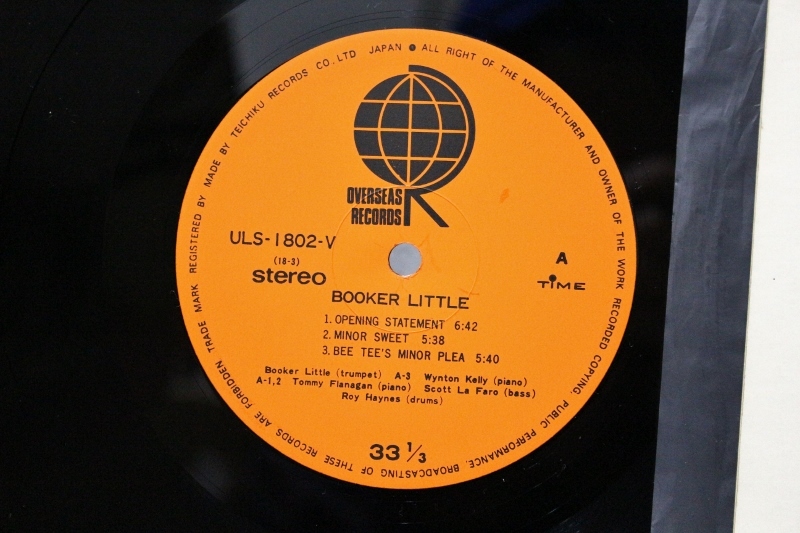 TRADE MARK REGISTERED BY MADE BY TEICHIKU RECORDS CO.LTD JAPAN ● ALL RIGHT OF THE MANUFACTURER AND OWNER OF THE WORK RECORDED COPYING. PUBLIC PERFORMANCE. BROADCASTING OF THESE RECORDS ARE FORBIDDEN
OVERSEAS
RECORDS
ULS-1802-V
(18-3)
stereo
A
TIME
BOOKER LITTLE
1. OPENING STATEMENT 6:42
2. MINOR SWEET 5:38
3. BEE TEE'S MINOR PLEA 5:40
Booker Little (trumpet) A-3 Wynton Kelly (piano)
A-1,2 Tommy Flanagan (piano) Scott La Faro (bass)
Roy Haynes (drums)
33 1/3